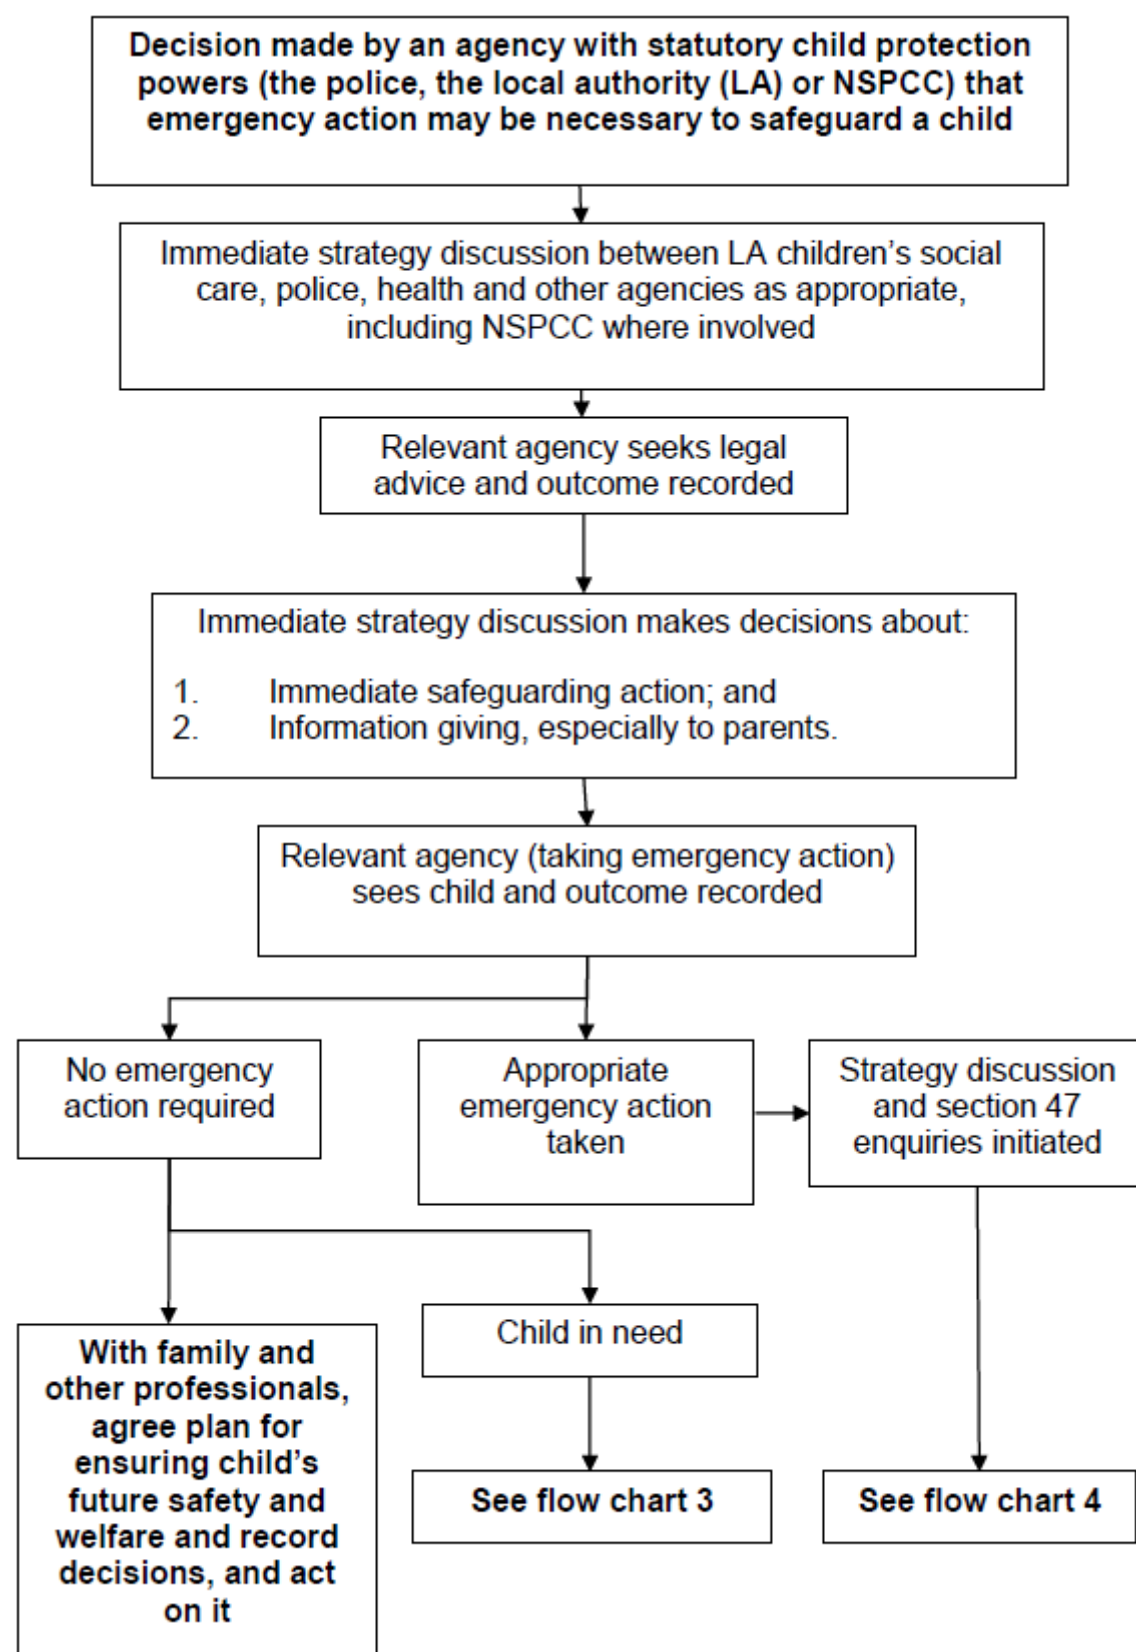 Decision made by an agency with statutory child protection
powers (the police, the local authority (LA) or NSPCC) that
emergency action may be necessary to safeguard a child
Immediate strategy discussion between LA children's social
care, police, health and other agencies as appropriate,
including NSPCC where involved
Relevant agency seeks legal
advice and outcome recorded
Immediate strategy discussion makes decisions about:
1. Immediate safeguarding action; and
2. Information giving, especially to parents.
Relevant agency (taking emergency action)
sees child and outcome recorded
No emergency
action required
Appropriate
emergency action
taken
Strategy discussion
and section 47
enquiries initiated
With family and
other professionals,
agree plan for
ensuring child's
future safety and
welfare and record
decisions, and act
on it
Child in need
See flow chart 3
See flow chart 4